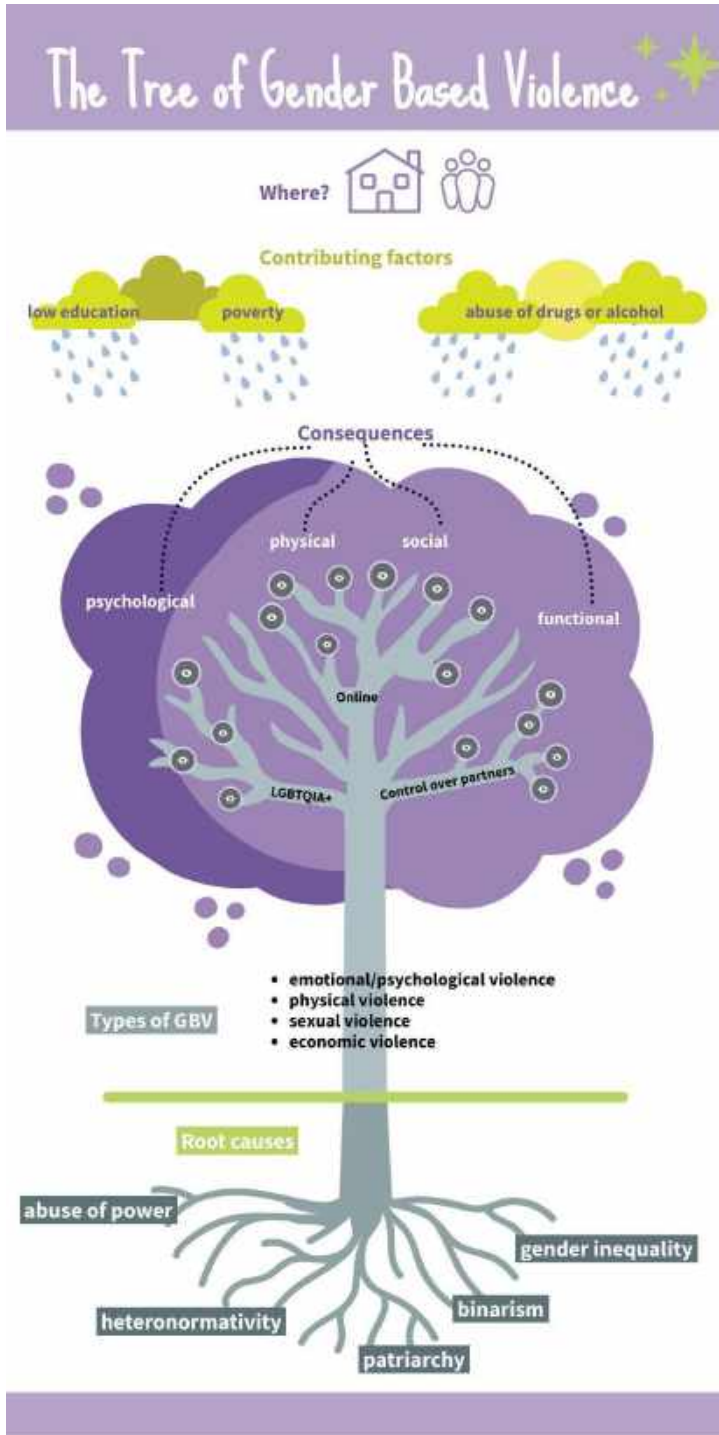 The Tree of Gender Based Violence
Where?
Contributing factors
low education
poverty
abuse of drugs or alcohol
Consequences
physical
social
psychological
functional
Online
LGBTQIA+
Control over partners
Types of GBV
• emotional/psychological violence
• physical violence
• sexual violence
• economic violence
Root causes
abuse of power
gender inequality
heteronormativity
binarism
patriarchy